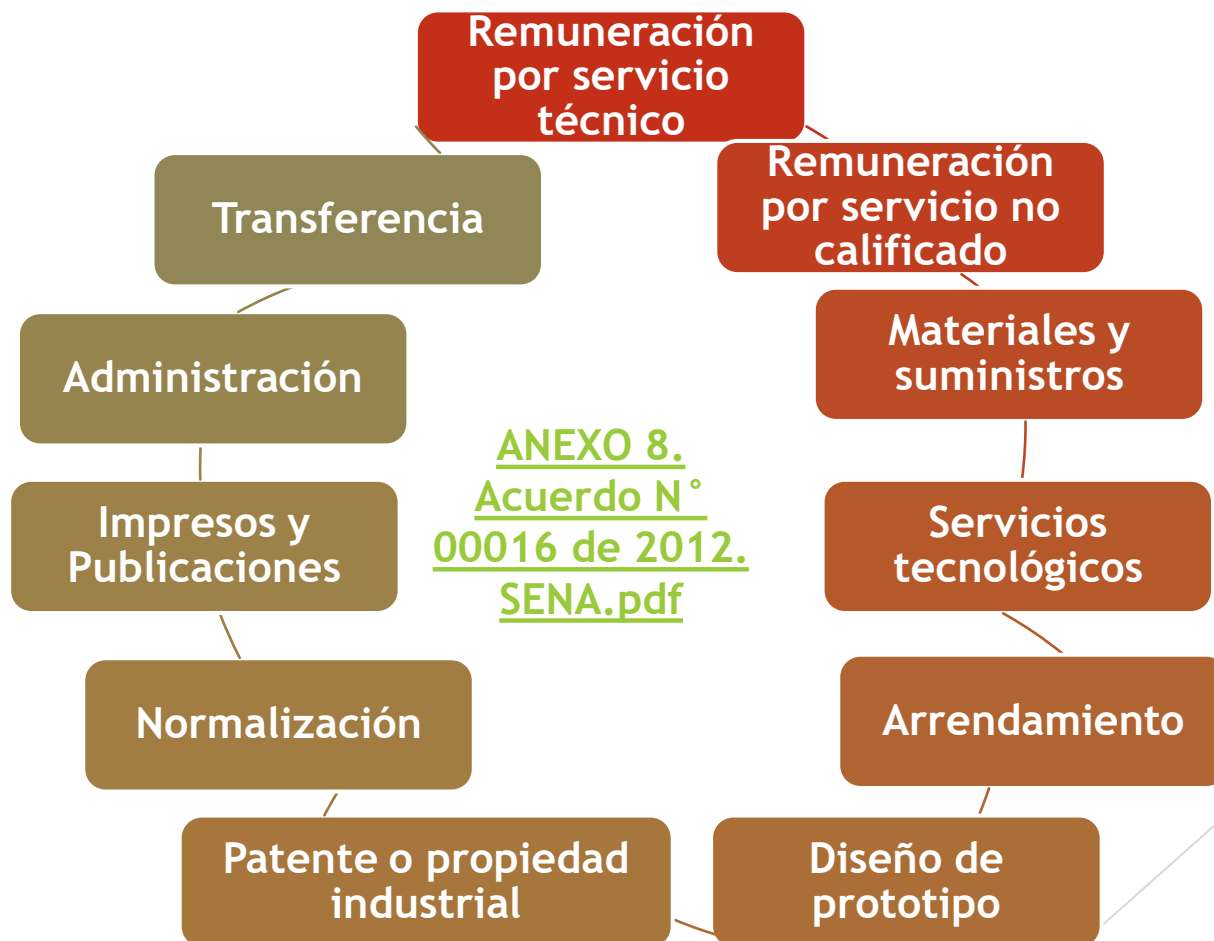 Remuneración
por servicio
técnico
Remuneración
por servicio no
calificado
Materiales y
suministros
Servicios
tecnológicos
Arrendamiento
Diseño de
prototipo
Patente o propiedad
industrial
Normalización
Impresos y
Publicaciones
Administración
Transferencia
ANEXO 8.
Acuerdo N°
00016 de 2012.
SENA.pdf